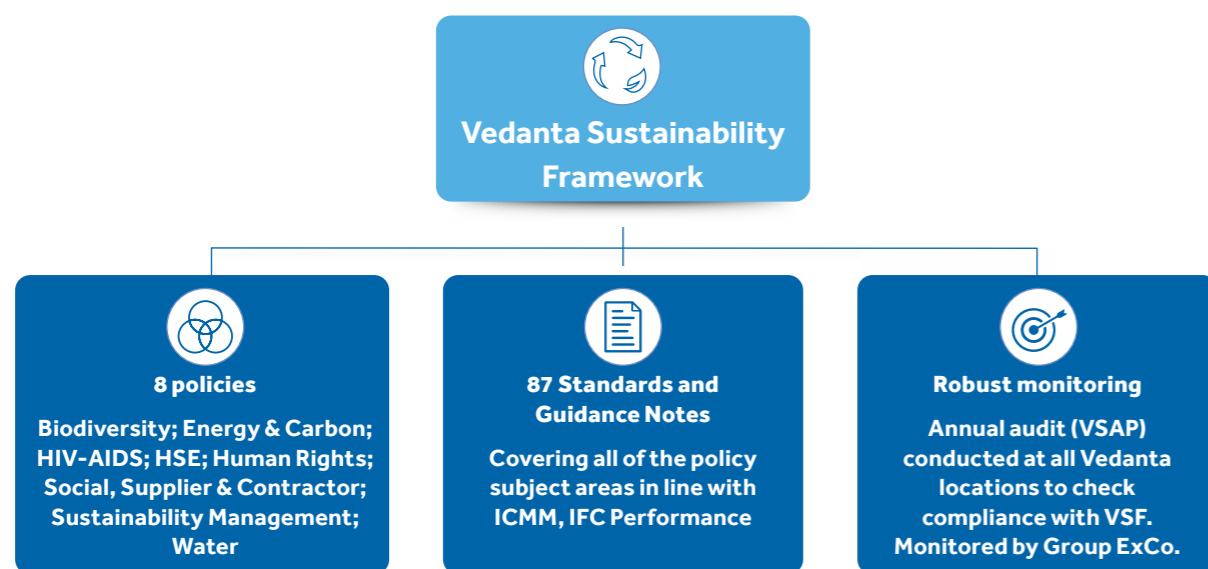 Vedanta Sustainability
Framework
8 policies
Biodiversity; Energy & Carbon;
HIV-AIDS; HSE; Human Rights;
Social, Supplier & Contractor;
Sustainability Management;
Water
87 Standards and
Guidance Notes
Covering all of the policy
subject areas in line with
ICMM, IFC Performance
Robust monitoring
Annual audit (VSAP)
conducted at all Vedanta
locations to check
compliance with VSF.
Monitored by Group ExCo.